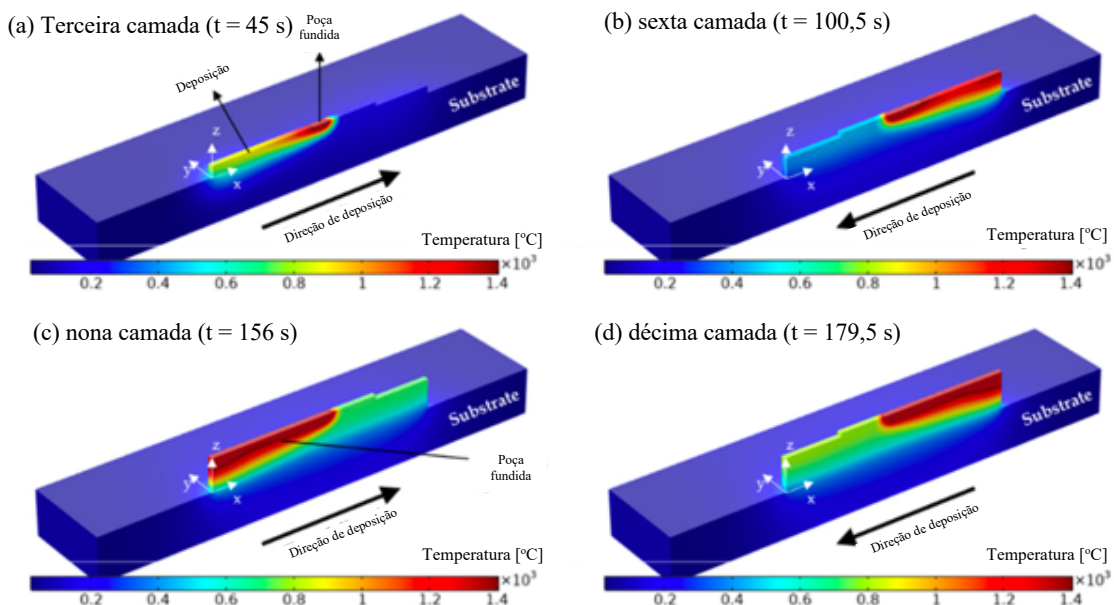 (a) Terceira camada (t = 45 s)
Poça
fundida
Deposição
Substrate
z
y
x
Direção de deposição
Temperatura [°C]
×10³
0.2 0.4 0.6 0.8 1 1.2 1.4
(b) sexta camada (t = 100,5 s)
Substrate
z
y
x
Direção de deposição
Temperatura [°C]
×10³
0.2 0.4 0.6 0.8 1 1.2 1.4
(c) nona camada (t = 156 s)
Substrate
z
y
x
Poça
fundida
Direção de deposição
Temperatura [°C]
×10³
0.2 0.4 0.6 0.8 1 1.2 1.4
(d) décima camada (t = 179,5 s)
Substrate
z
y
x
Direção de deposição
Temperatura [°C]
×10³
0.2 0.4 0.6 0.8 1 1.2 1.4